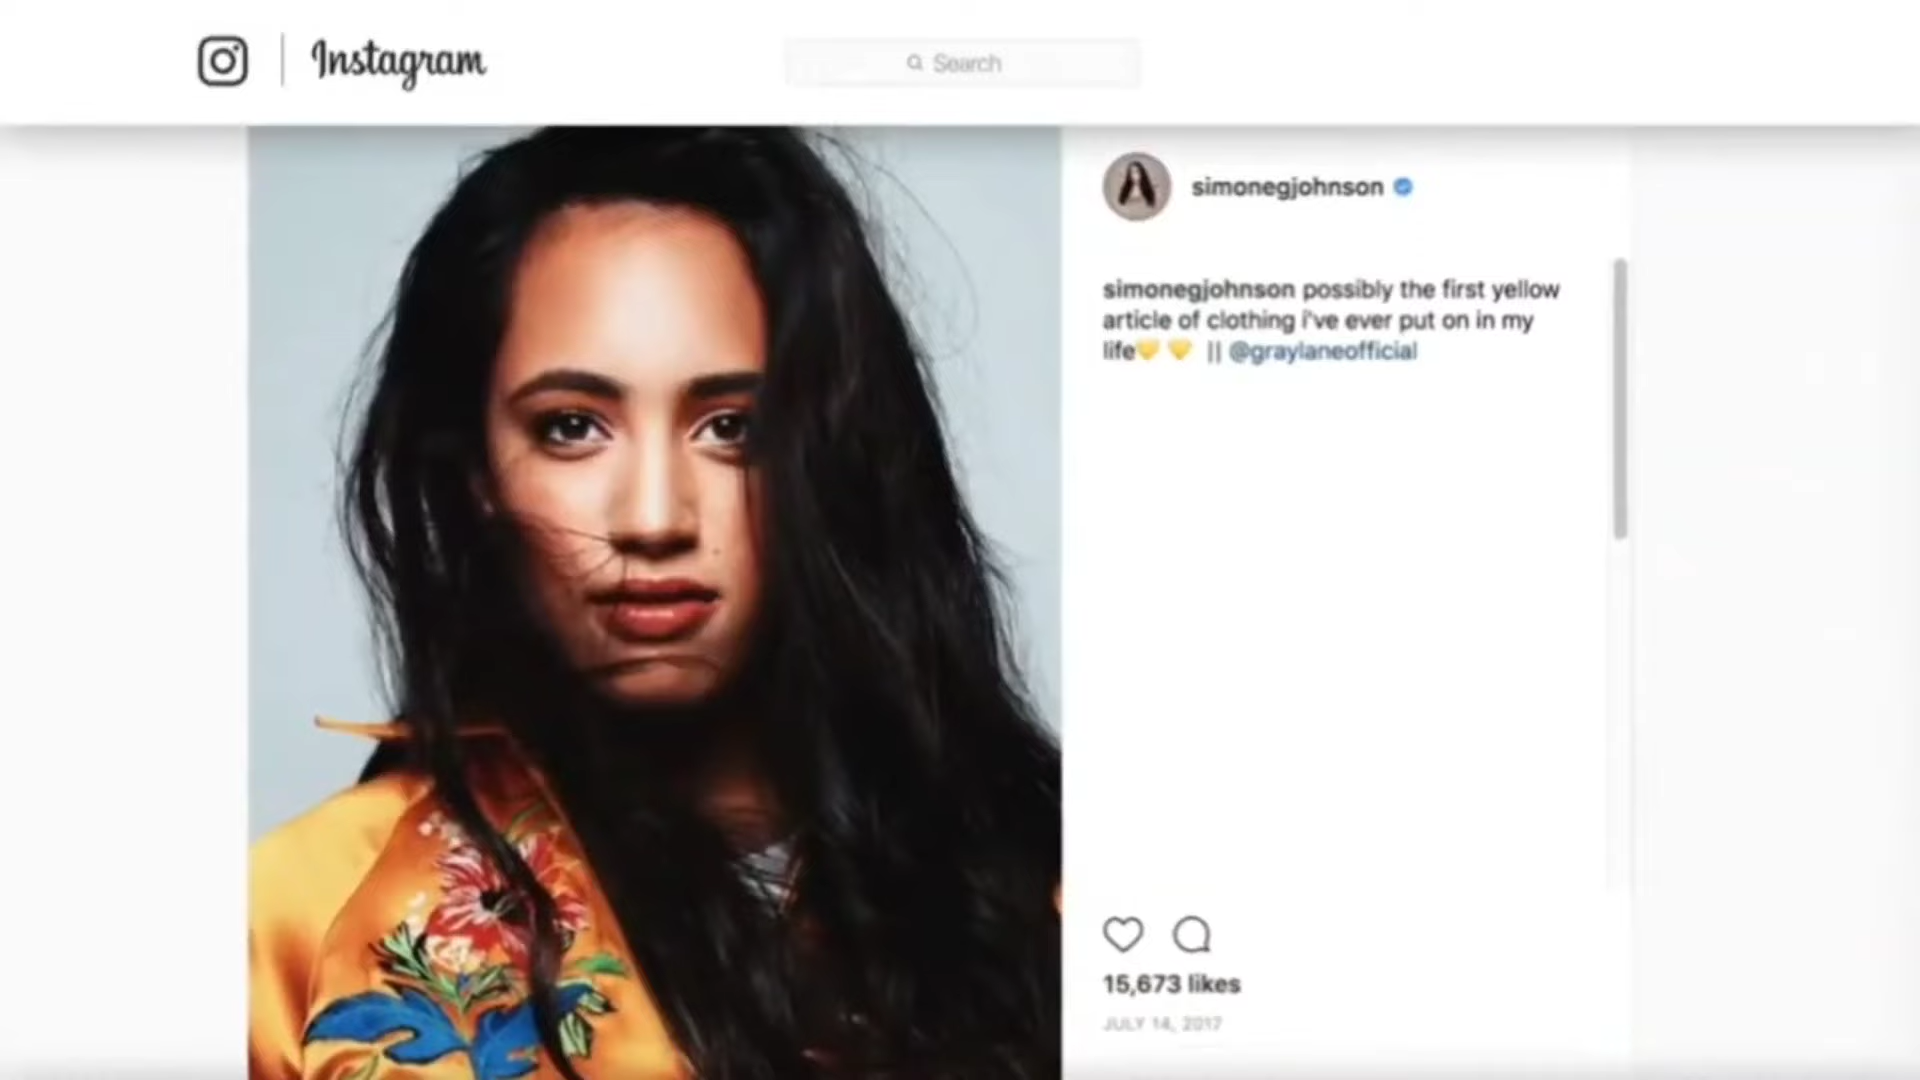 Instagram
Search
simonegjohnson
simonegjohnson possibly the first yellow
article of clothing i've ever put on in my
life💛 💛 || @graylaneofficial
15,673 likes
JULY 14, 2017